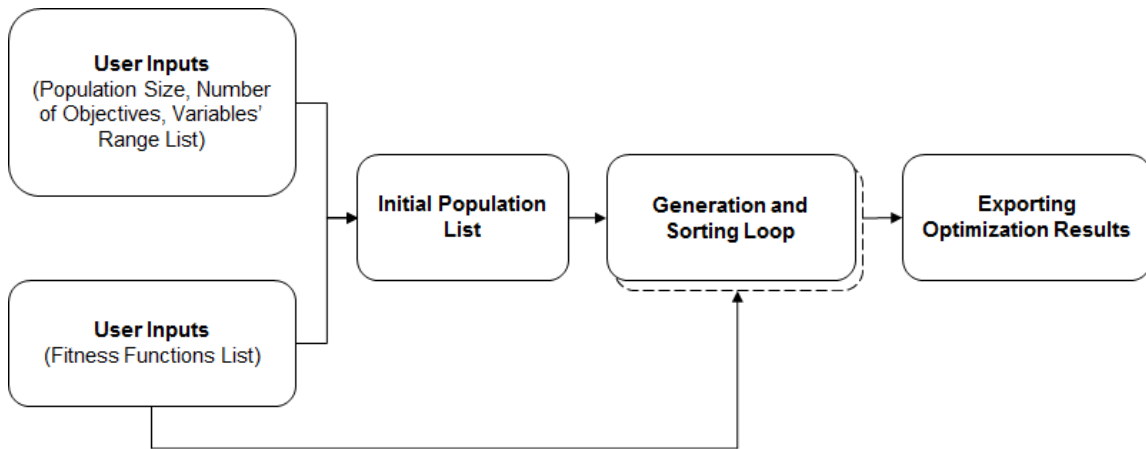 User Inputs
(Population Size, Number
of Objectives, Variables’
Range List)
Initial Population
List
Generation and
Sorting Loop
Exporting
Optimization Results
User Inputs
(Fitness Functions List)